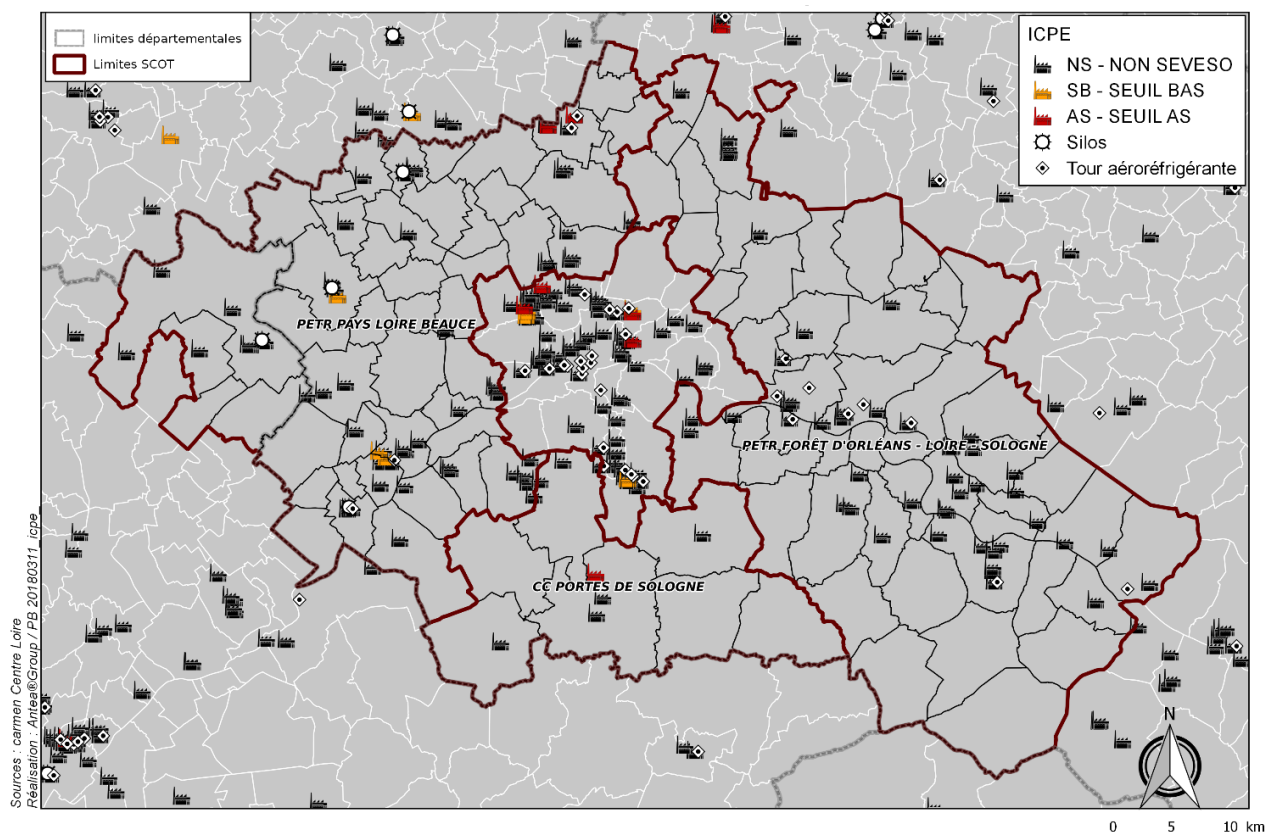 limites départementales
Limites SCOT
ICPE
NS - NON SEVESO
SB - SEUIL BAS
AS - SEUIL AS
Silos
Tour aéroréfrigérante
PETR PAYS LOIRE BEAUCE
PETR FORÊT D'ORLÉANS - LOIRE - SOLOGNE
CC PORTES DE SOLOGNE
Sources : carmen Centre Loire
Réalisation : Antea®Group / PB 20180311_icpe_
N
0 5 10 km